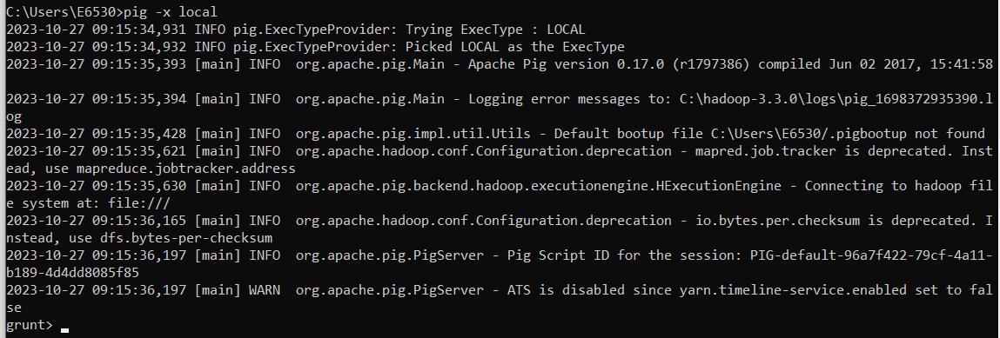 C:\Users\E6530>pig -x local
2023-10-27 09:15:34,931 INFO pig.ExecTypeProvider: Trying ExecType : LOCAL
2023-10-27 09:15:34,932 INFO pig.ExecTypeProvider: Picked LOCAL as the ExecType
2023-10-27 09:15:35,393 [main] INFO  org.apache.pig.Main - Apache Pig version 0.17.0 (r1797386) compiled Jun 02 2017, 15:41:58
2023-10-27 09:15:35,394 [main] INFO  org.apache.pig.Main - Logging error messages to: C:\hadoop-3.3.0\logs\pig_1698372935390.l
og
2023-10-27 09:15:35,428 [main] INFO  org.apache.pig.impl.util.Utils - Default bootup file C:\Users\E6530/.pigbootup not found
2023-10-27 09:15:35,621 [main] INFO  org.apache.hadoop.conf.Configuration.deprecation - mapred.job.tracker is deprecated. Inst
ead, use mapreduce.jobtracker.address
2023-10-27 09:15:35,630 [main] INFO  org.apache.pig.backend.hadoop.executionengine.HExecutionEngine - Connecting to hadoop fil
e system at: file:///
2023-10-27 09:15:36,165 [main] INFO  org.apache.hadoop.conf.Configuration.deprecation - io.bytes.per.checksum is deprecated. I
nstead, use dfs.bytes-per-checksum
2023-10-27 09:15:36,197 [main] INFO  org.apache.pig.PigServer - Pig Script ID for the session: PIG-default-96a7f422-79cf-4a11-
b189-4d4dd8085f85
2023-10-27 09:15:36,197 [main] WARN  org.apache.pig.PigServer - ATS is disabled since yarn.timeline-service.enabled set to fal
se
grunt>